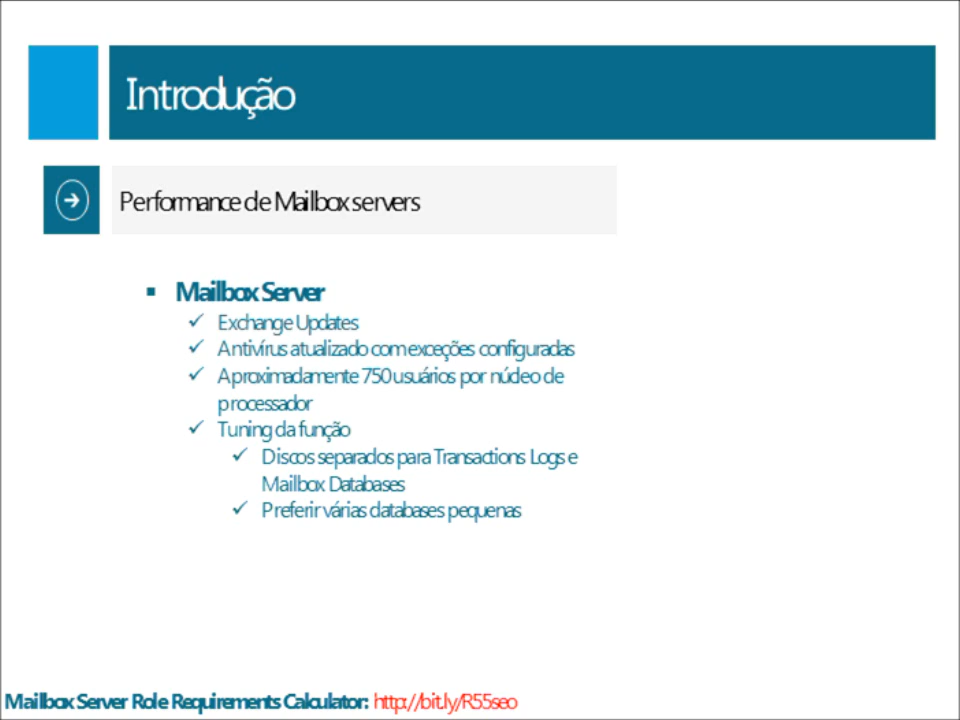 Introdução
Performance de Mailbox servers
Mailbox Server
Exchange Updates
Antivírus atualizado com exceções configuradas
Aproximadamente 750 usuários por núcleo de
processador
Tuning da função
Discos separados para Transactions Logs e
Mailbox Databases
Preferir várias databases pequenas
Mailbox Server Role Requirements Calculator: http://bit.ly/R55seo